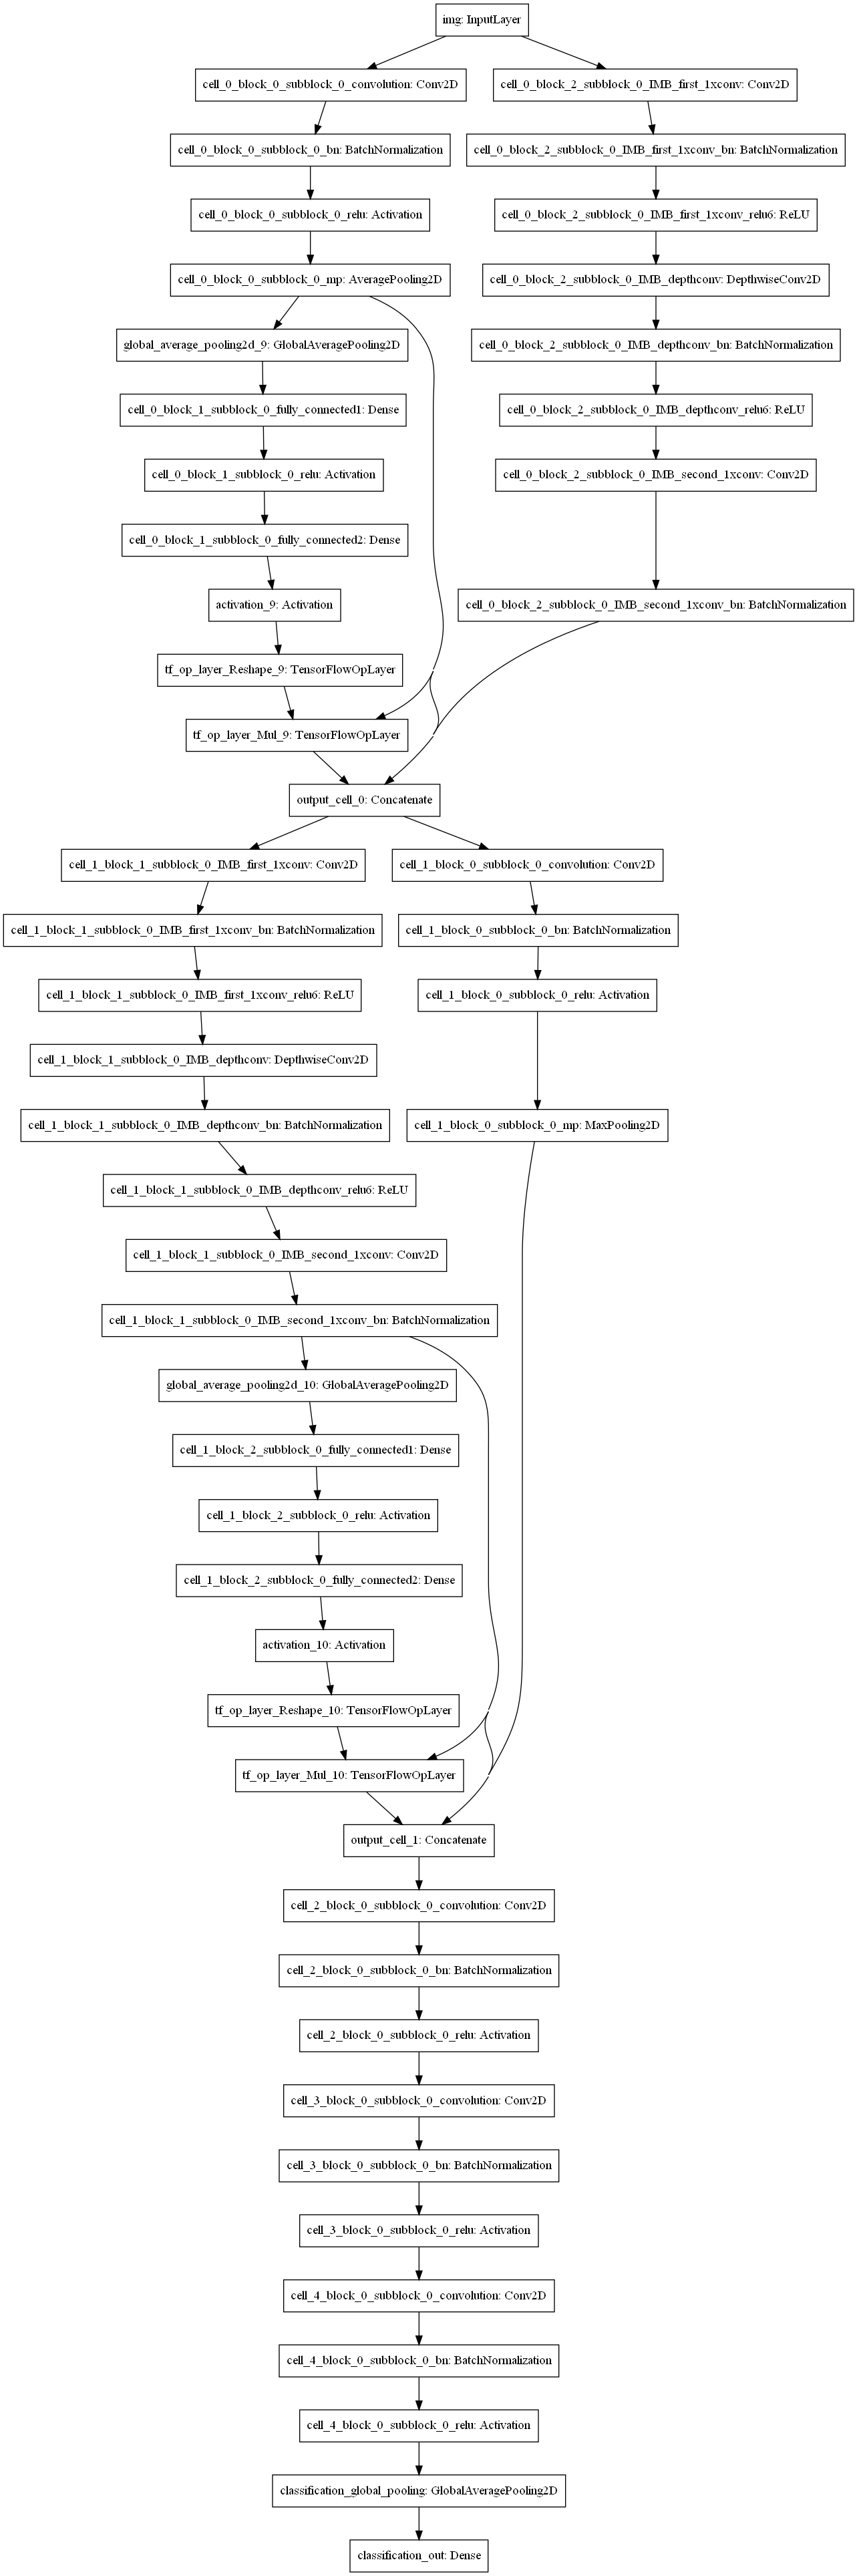 img: InputLayer
cell_0_block_0_subblock_0_convolution: Conv2D
cell_0_block_2_subblock_0_IMB_first_1xconv: Conv2D
cell_0_block_0_subblock_0_bn: BatchNormalization
cell_0_block_2_subblock_0_IMB_first_1xconv_bn: BatchNormalization
cell_0_block_0_subblock_0_relu: Activation
cell_0_block_2_subblock_0_IMB_first_1xconv_relu6: ReLU
cell_0_block_0_subblock_0_mp: AveragePooling2D
cell_0_block_2_subblock_0_IMB_depthconv: DepthwiseConv2D
global_average_pooling2d_9: GlobalAveragePooling2D
cell_0_block_2_subblock_0_IMB_depthconv_bn: BatchNormalization
cell_0_block_1_subblock_0_fully_connected1: Dense
cell_0_block_2_subblock_0_IMB_depthconv_relu6: ReLU
cell_0_block_1_subblock_0_relu: Activation
cell_0_block_2_subblock_0_IMB_second_1xconv: Conv2D
cell_0_block_1_subblock_0_fully_connected2: Dense
activation_9: Activation
cell_0_block_2_subblock_0_IMB_second_1xconv_bn: BatchNormalization
tf_op_layer_Reshape_9: TensorFlowOpLayer
tf_op_layer_Mul_9: TensorFlowOpLayer
output_cell_0: Concatenate
cell_1_block_1_subblock_0_IMB_first_1xconv: Conv2D
cell_1_block_0_subblock_0_convolution: Conv2D
cell_1_block_1_subblock_0_IMB_first_1xconv_bn: BatchNormalization
cell_1_block_0_subblock_0_bn: BatchNormalization
cell_1_block_1_subblock_0_IMB_first_1xconv_relu6: ReLU
cell_1_block_0_subblock_0_relu: Activation
cell_1_block_1_subblock_0_IMB_depthconv: DepthwiseConv2D
cell_1_block_1_subblock_0_IMB_depthconv_bn: BatchNormalization
cell_1_block_0_subblock_0_mp: MaxPooling2D
cell_1_block_1_subblock_0_IMB_depthconv_relu6: ReLU
cell_1_block_1_subblock_0_IMB_second_1xconv: Conv2D
cell_1_block_1_subblock_0_IMB_second_1xconv_bn: BatchNormalization
global_average_pooling2d_10: GlobalAveragePooling2D
cell_1_block_2_subblock_0_fully_connected1: Dense
cell_1_block_2_subblock_0_relu: Activation
cell_1_block_2_subblock_0_fully_connected2: Dense
activation_10: Activation
tf_op_layer_Reshape_10: TensorFlowOpLayer
tf_op_layer_Mul_10: TensorFlowOpLayer
output_cell_1: Concatenate
cell_2_block_0_subblock_0_convolution: Conv2D
cell_2_block_0_subblock_0_bn: BatchNormalization
cell_2_block_0_subblock_0_relu: Activation
cell_3_block_0_subblock_0_convolution: Conv2D
cell_3_block_0_subblock_0_bn: BatchNormalization
cell_3_block_0_subblock_0_relu: Activation
cell_4_block_0_subblock_0_convolution: Conv2D
cell_4_block_0_subblock_0_bn: BatchNormalization
cell_4_block_0_subblock_0_relu: Activation
classification_global_pooling: GlobalAveragePooling2D
classification_out: Dense